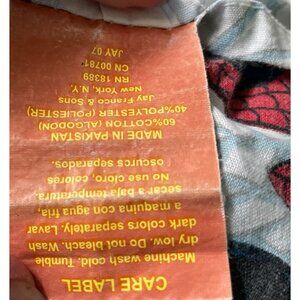 CARE LABEL
Machine wash cold. Tumble
dry low. Do not bleach. Wash
dark colors separately. Lavar
a maquina con agua fria,
secar a baja temperatura.
No use cloro, colores
oscuros separados.
MADE IN PAKISTAN
60%COTTON (ALGODON)
40%POLYESTER (POLIESTER)
Jay Franco & Sons
New York, N.Y.
RN 18389
CN 00781
JAY 07